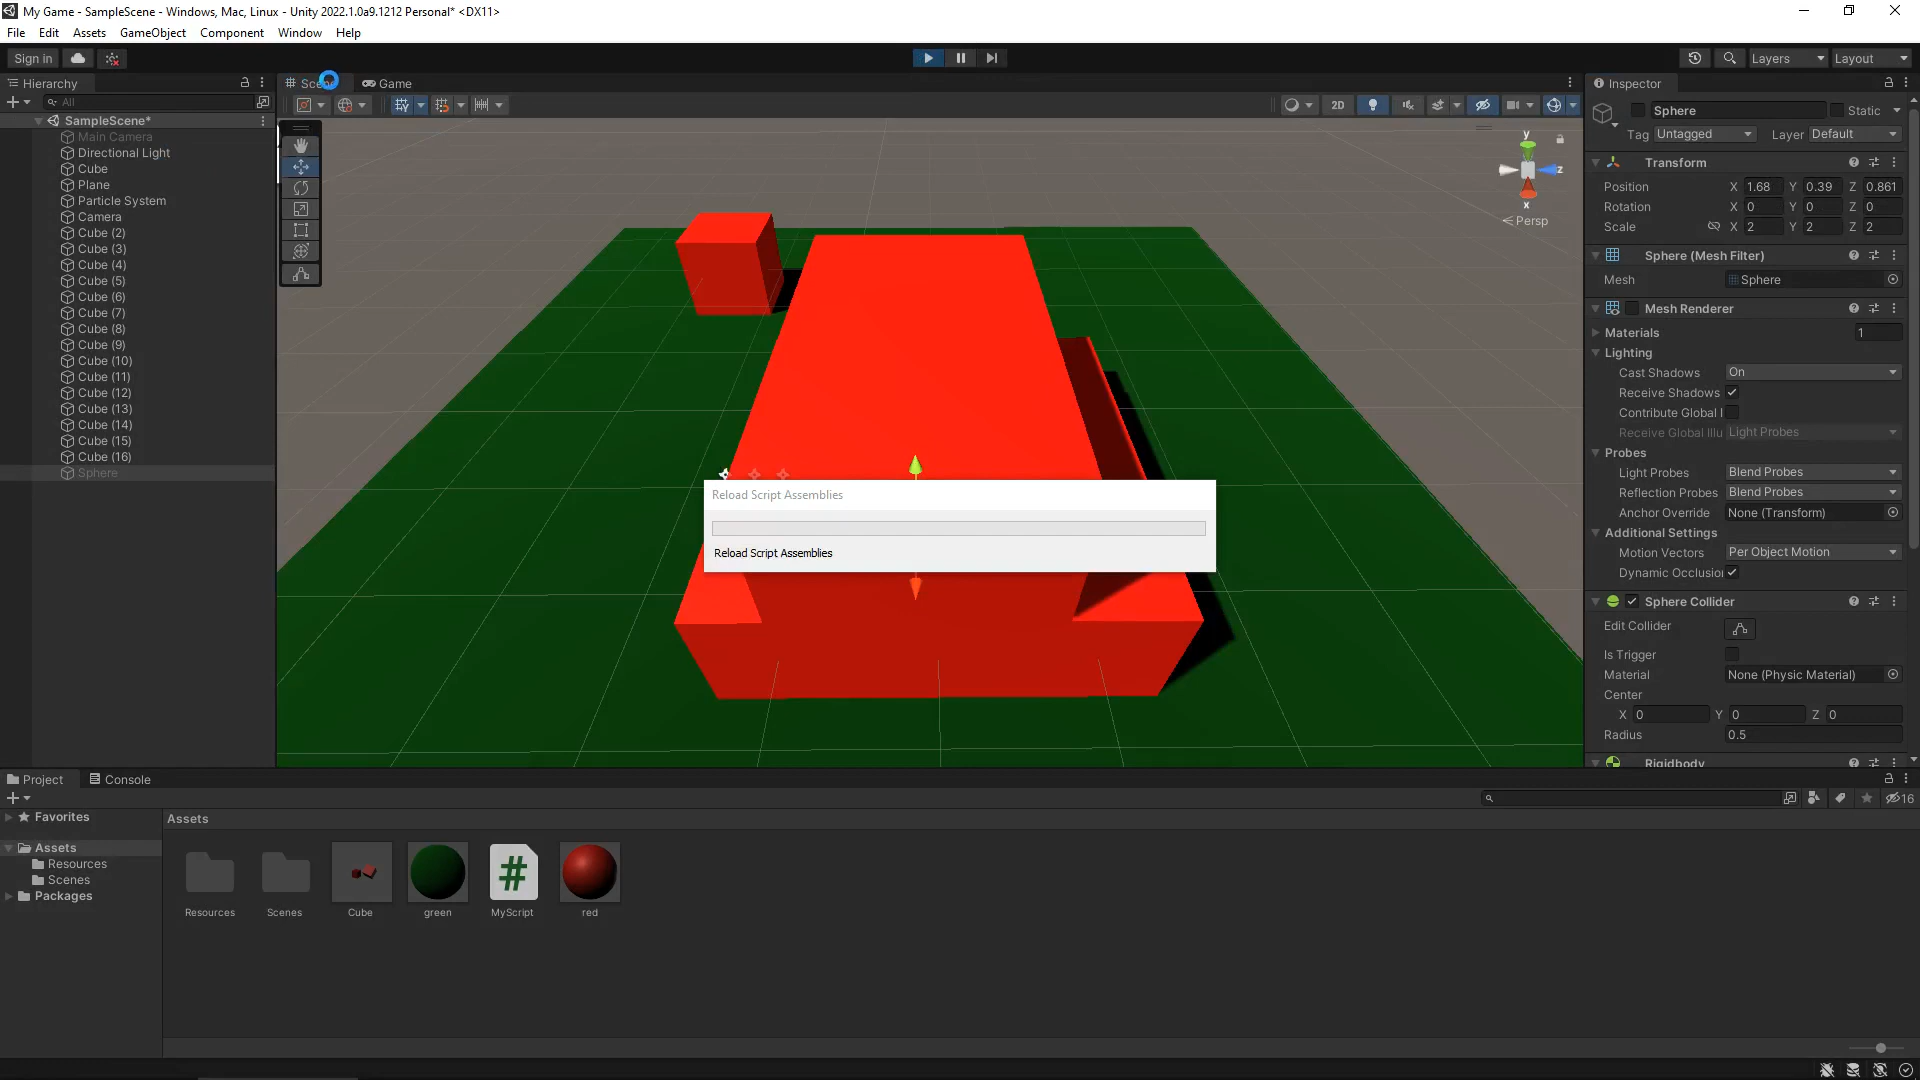 My Game - SampleScene - Windows, Mac, Linux - Unity 2022.1.0a9.1212 Personal* <DX11>
File Edit Assets GameObject Component Window Help
Sign in
Layers
Layout
Hierarchy
All
SampleScene*
Main Camera
Directional Light
Cube
Plane
Particle System
Camera
Cube (2)
Cube (3)
Cube (4)
Cube (5)
Cube (6)
Cube (7)
Cube (8)
Cube (9)
Cube (10)
Cube (11)
Cube (12)
Cube (13)
Cube (14)
Cube (15)
Cube (16)
Sphere
Game
2D
y
z
x
Persp
Reload Script Assemblies
Reload Script Assemblies
Inspector
Sphere
Static
Tag Untagged Layer Default
Transform
Position X 1.68 Y 0.39 Z 0.861
Rotation X 0 Y 0 Z 0
Scale X 2 Y 2 Z 2
Sphere (Mesh Filter)
Mesh Sphere
Mesh Renderer
Materials 1
Lighting
Cast Shadows On
Receive Shadows
Contribute Global I
Receive Global Illu Light Probes
Probes
Light Probes Blend Probes
Reflection Probes Blend Probes
Anchor Override None (Transform)
Additional Settings
Motion Vectors Per Object Motion
Dynamic Occlusio
Sphere Collider
Edit Collider
Is Trigger
Material None (Physic Material)
Center
X 0 Y 0 Z 0
Radius 0.5
Rigidbody
Project
Console
16
Favorites
Assets
Resources
Scenes
Packages
Assets
Resources
Scenes
Cube
green
MyScript
red